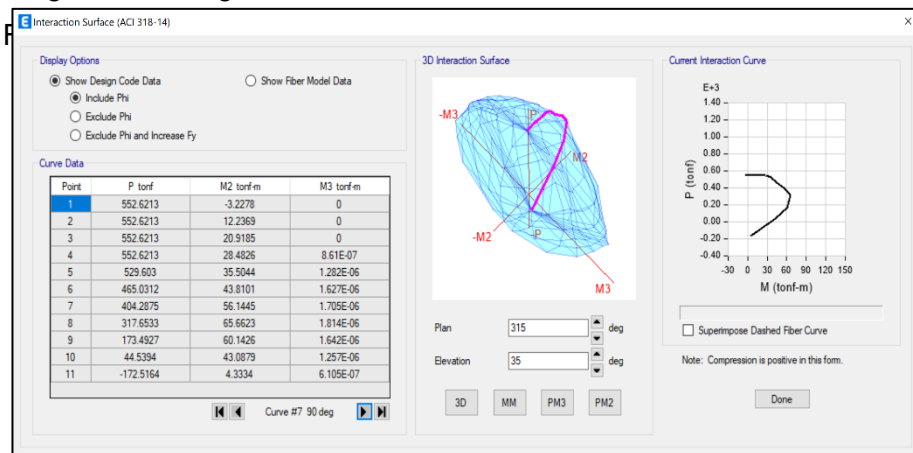 Interaction Surface (ACI 318-14)
Display Options
Show Design Code Data
Show Fiber Model Data
Include Phi
Exclude Phi
Exclude Phi and Increase Fy
Curve Data
Point P tonf M2 tonf-m M3 tonf-m
1 552.6213 -3.2278 0
2 552.6213 12.2369 0
3 552.6213 20.9185 0
4 552.6213 28.4826 8.61E-07
5 529.603 35.5044 1.282E-06
6 465.0312 43.8101 1.627E-06
7 404.2875 56.1445 1.705E-06
8 317.6533 65.6623 1.814E-06
9 173.4927 60.1426 1.642E-06
10 44.5394 43.0879 1.257E-06
11 -172.5164 4.3334 6.105E-07
Curve #7 90 deg
3D Interaction Surface
-M3
P
M2
-M2
-P
M3
Plan 315 deg
Elevation 35 deg
3D MM PM3 PM2
Current Interaction Curve
E+3
1.40
1.20
1.00
0.80
0.60
0.40
0.20
0.00
-0.20
-0.40
P (tonf)
-30 0 30 60 90 120 150
M (tonf-m)
Superimpose Dashed Fiber Curve
Note: Compression is positive in this form.
Done